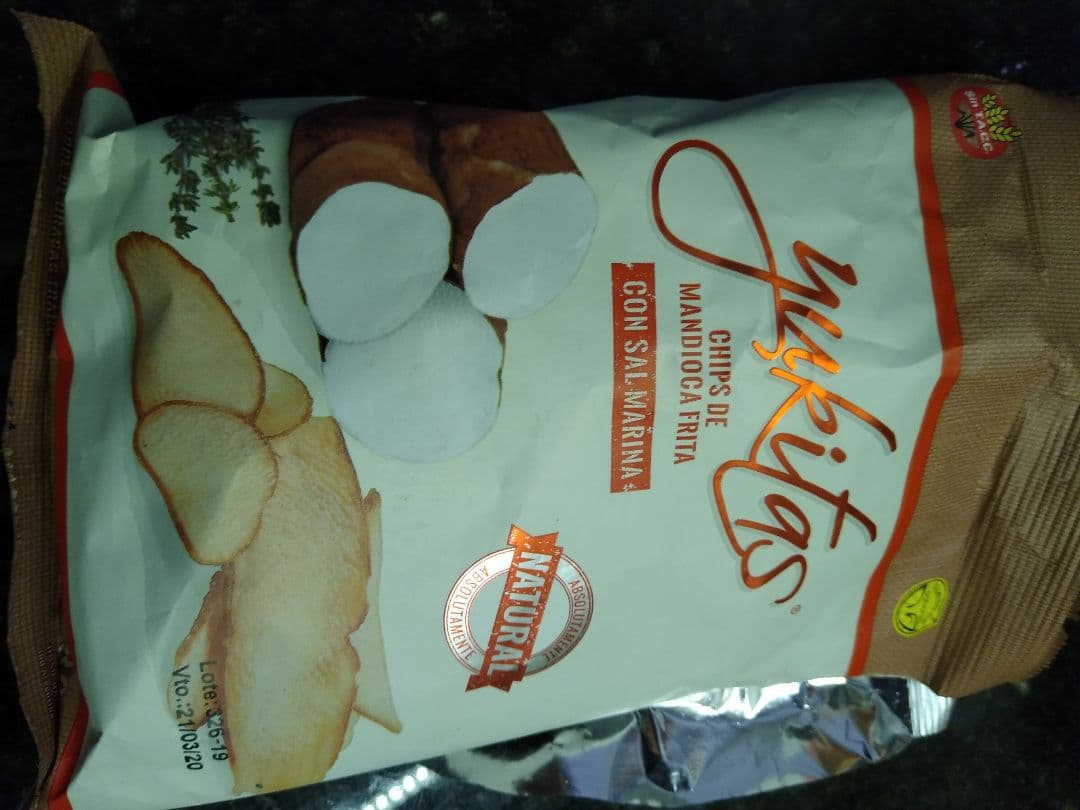 Sin T.A.C.C.
yukitas®
CHIPS DE
MANDIOCA FRITA
CON SAL MARINA
ABSOLUTAMENTE
NATURAL
ABSOLUTAMENTE
Lote:326-19
Vto.:21/03/20